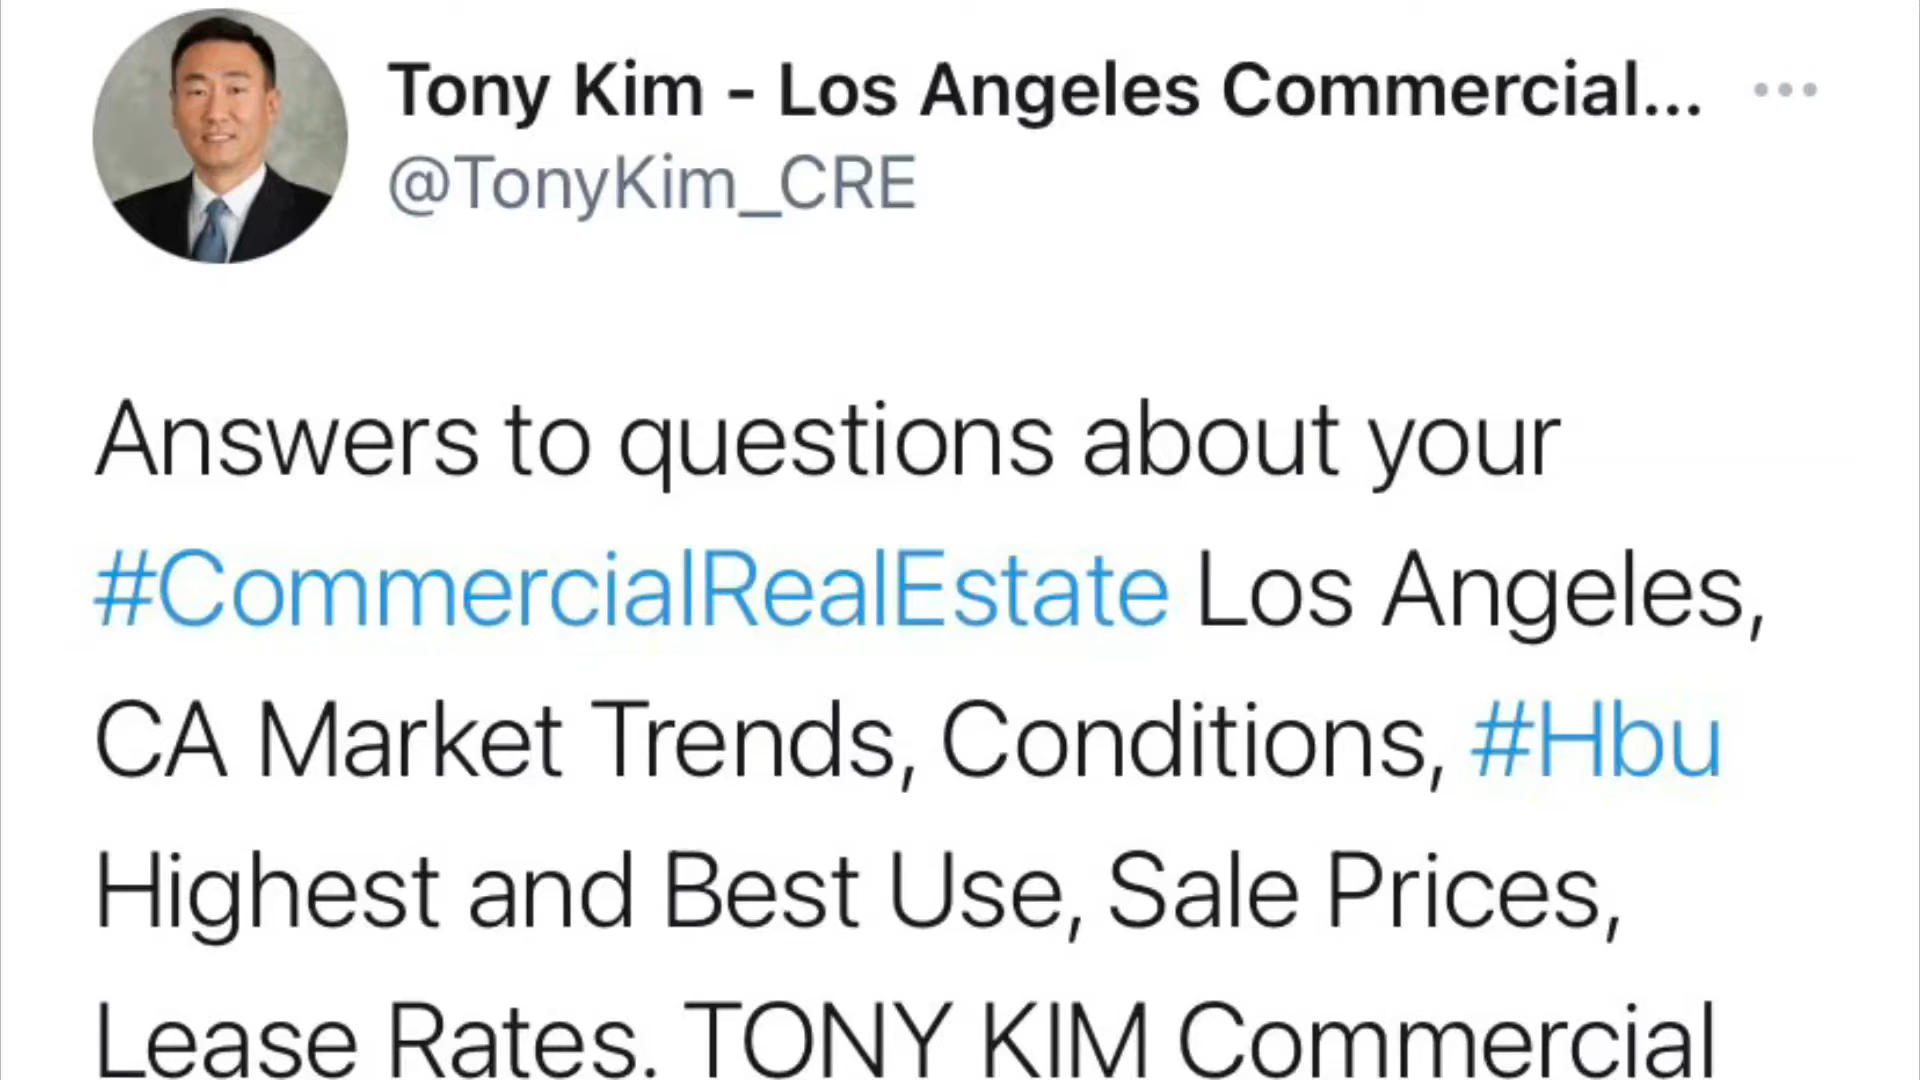 Tony Kim - Los Angeles Commercial...
@TonyKim_CRE
Answers to questions about your
#CommercialRealEstate Los Angeles,
CA Market Trends, Conditions, #Hbu
Highest and Best Use, Sale Prices,
Lease Rates. TONY KIM Commercial